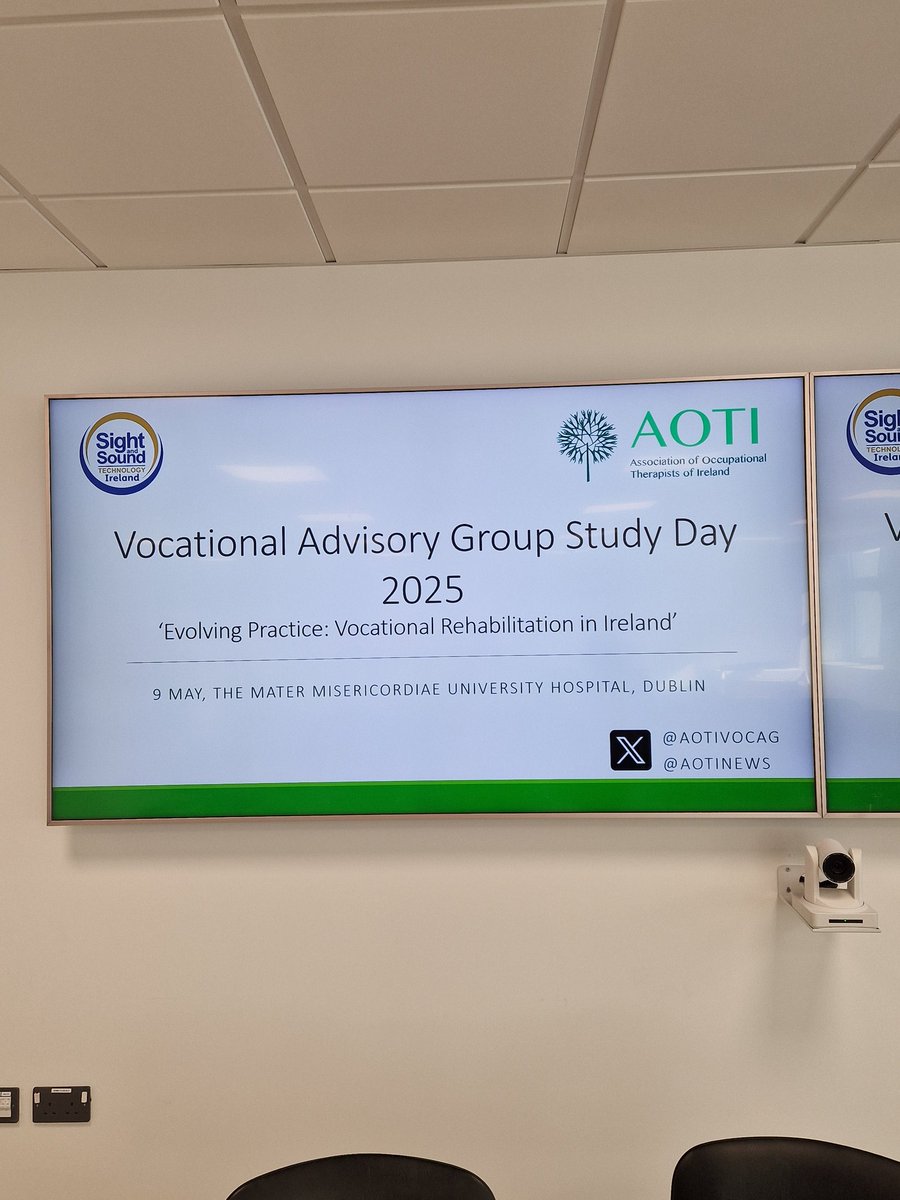 Sight
and
Sound
TECHNOLOGY
Ireland
AOTI
Association of Occupational
Therapists of Ireland
Vocational Advisory Group Study Day
2025
‘Evolving Practice: Vocational Rehabilitation in Ireland’
9 MAY, THE MATER MISERICORDIAE UNIVERSITY HOSPITAL, DUBLIN
X
@AOTIVOCAG
@AOTINEWS